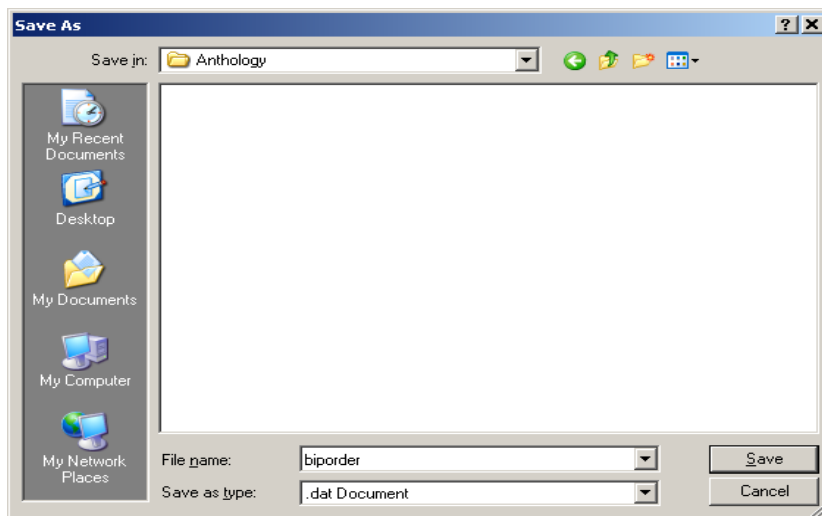 Save As
Save in: Anthology
My Recent
Documents
Desktop
My Documents
My Computer
My Network
Places
File name: biporder Save
Save as type: .dat Document Cancel